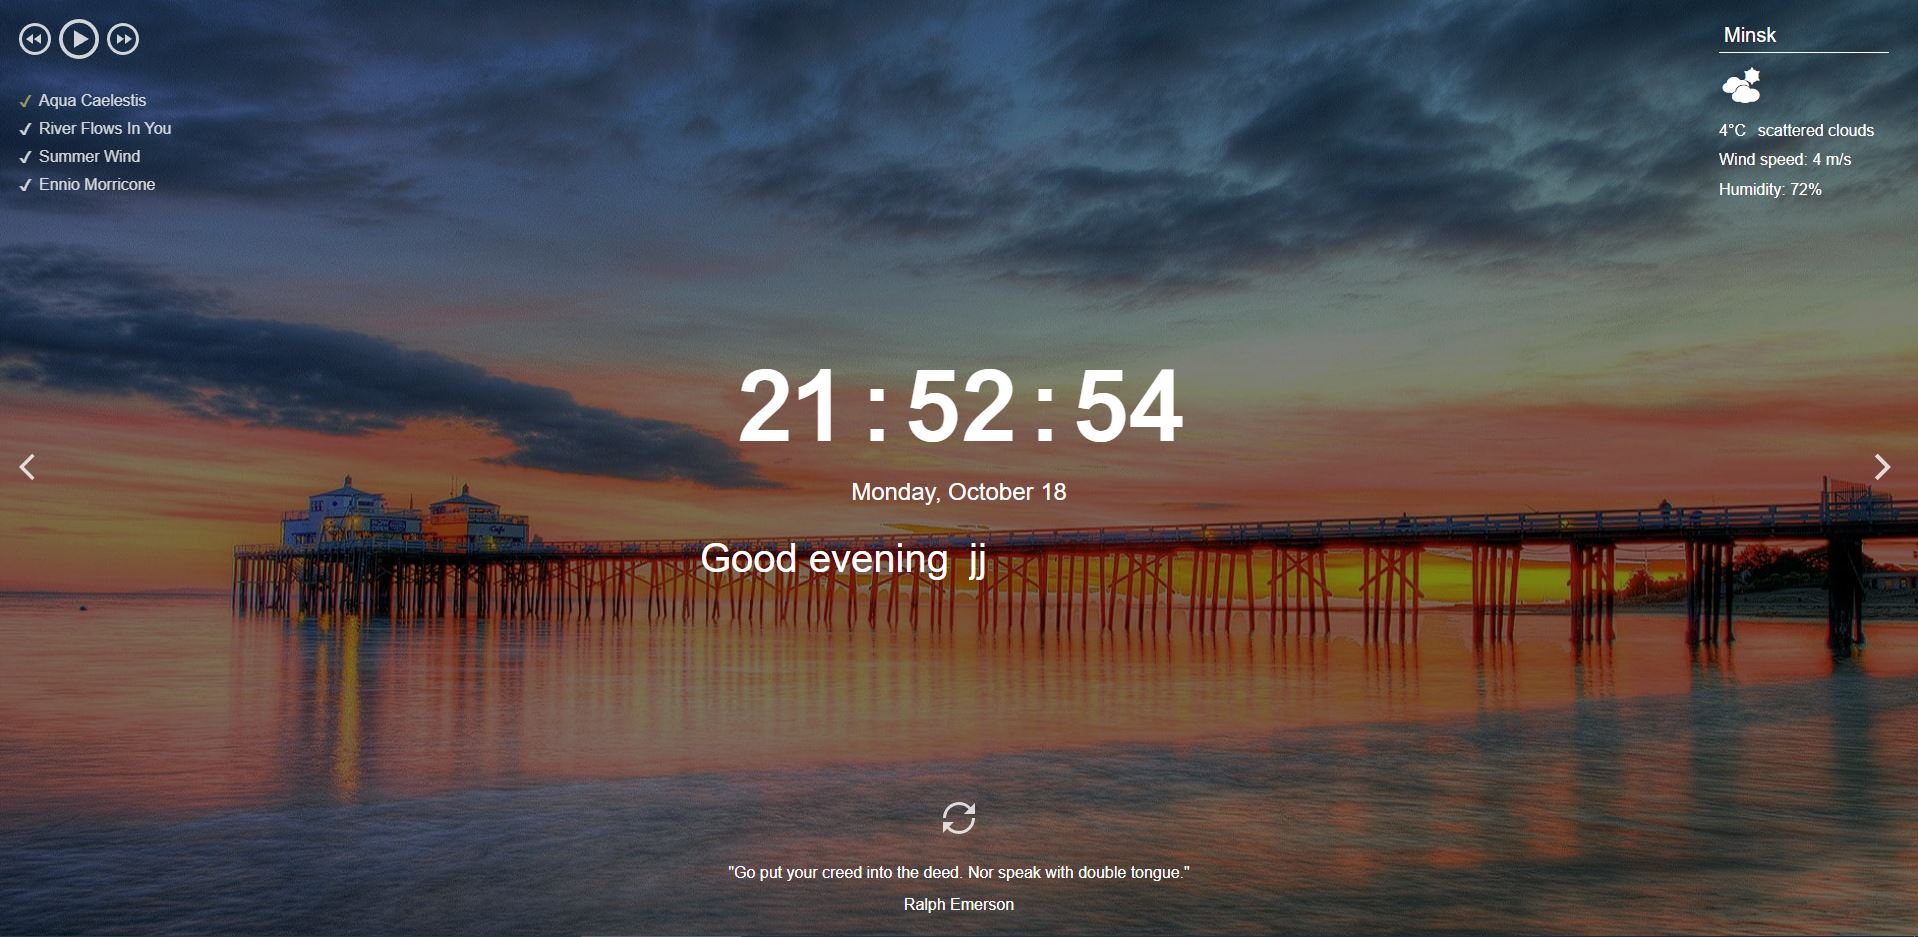 Minsk
Aqua Caelestis
River Flows In You
Summer Wind
Ennio Morricone
4°C scattered clouds
Wind speed: 4 m/s
Humidity: 72%
21:52:54
Monday, October 18
Good evening jj
"Go put your creed into the deed. Nor speak with double tongue."
Ralph Emerson